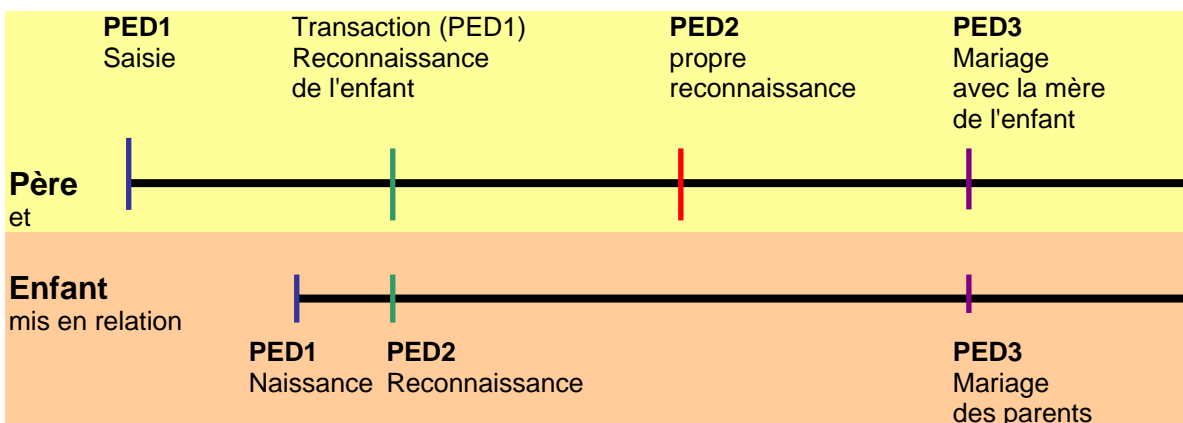 PED1 Transaction (PED1) PED2 PED3
Saisie Reconnaissance propre Mariage
de l'enfant reconnaissance avec la mère
de l'enfant
Père
et
Enfant
mis en relation
PED1 PED2 PED3
Naissance Reconnaissance Mariage
des parents